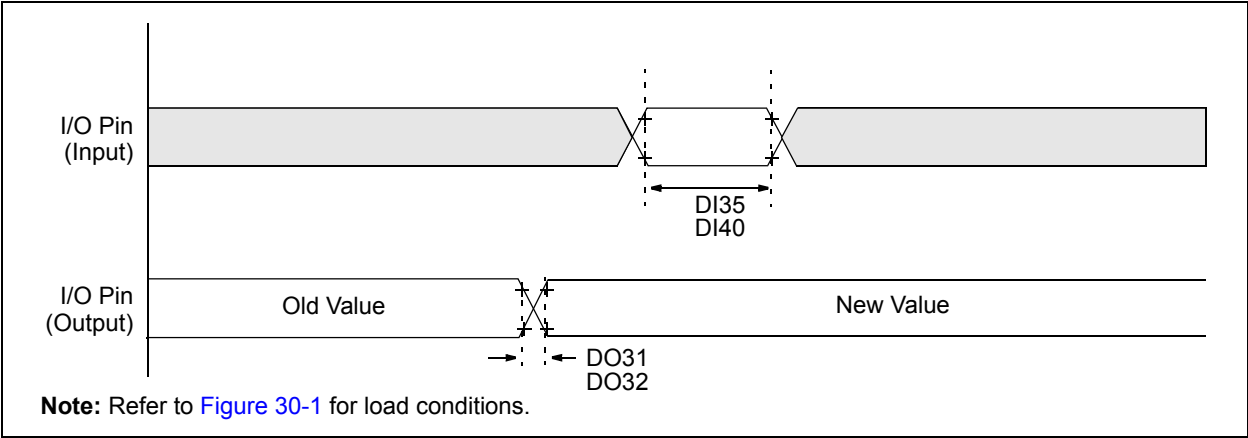 I/O Pin
(Input)
DI35
DI40
I/O Pin
(Output)
Old Value
New Value
DO31
DO32
Note: Refer to Figure 30-1 for load conditions.